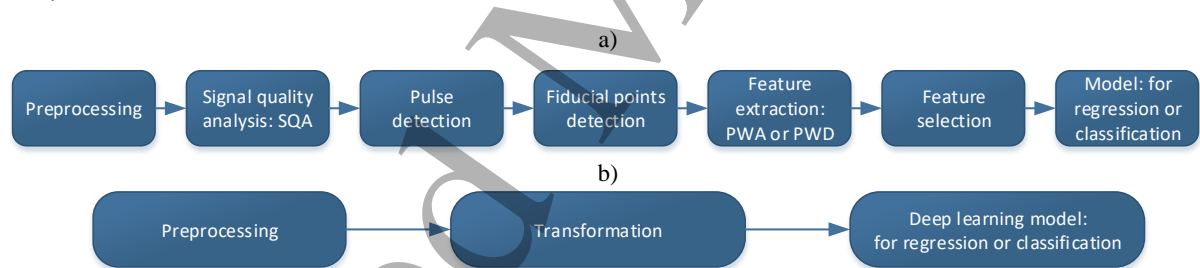 a)
Preprocessing
Signal quality
analysis: SQA
Pulse
detection
Fiducial points
detection
Feature
extraction:
PWA or PWD
Feature
selection
Model: for
regression or
classification
b)
Preprocessing
Transformation
Deep learning model:
for regression or classification